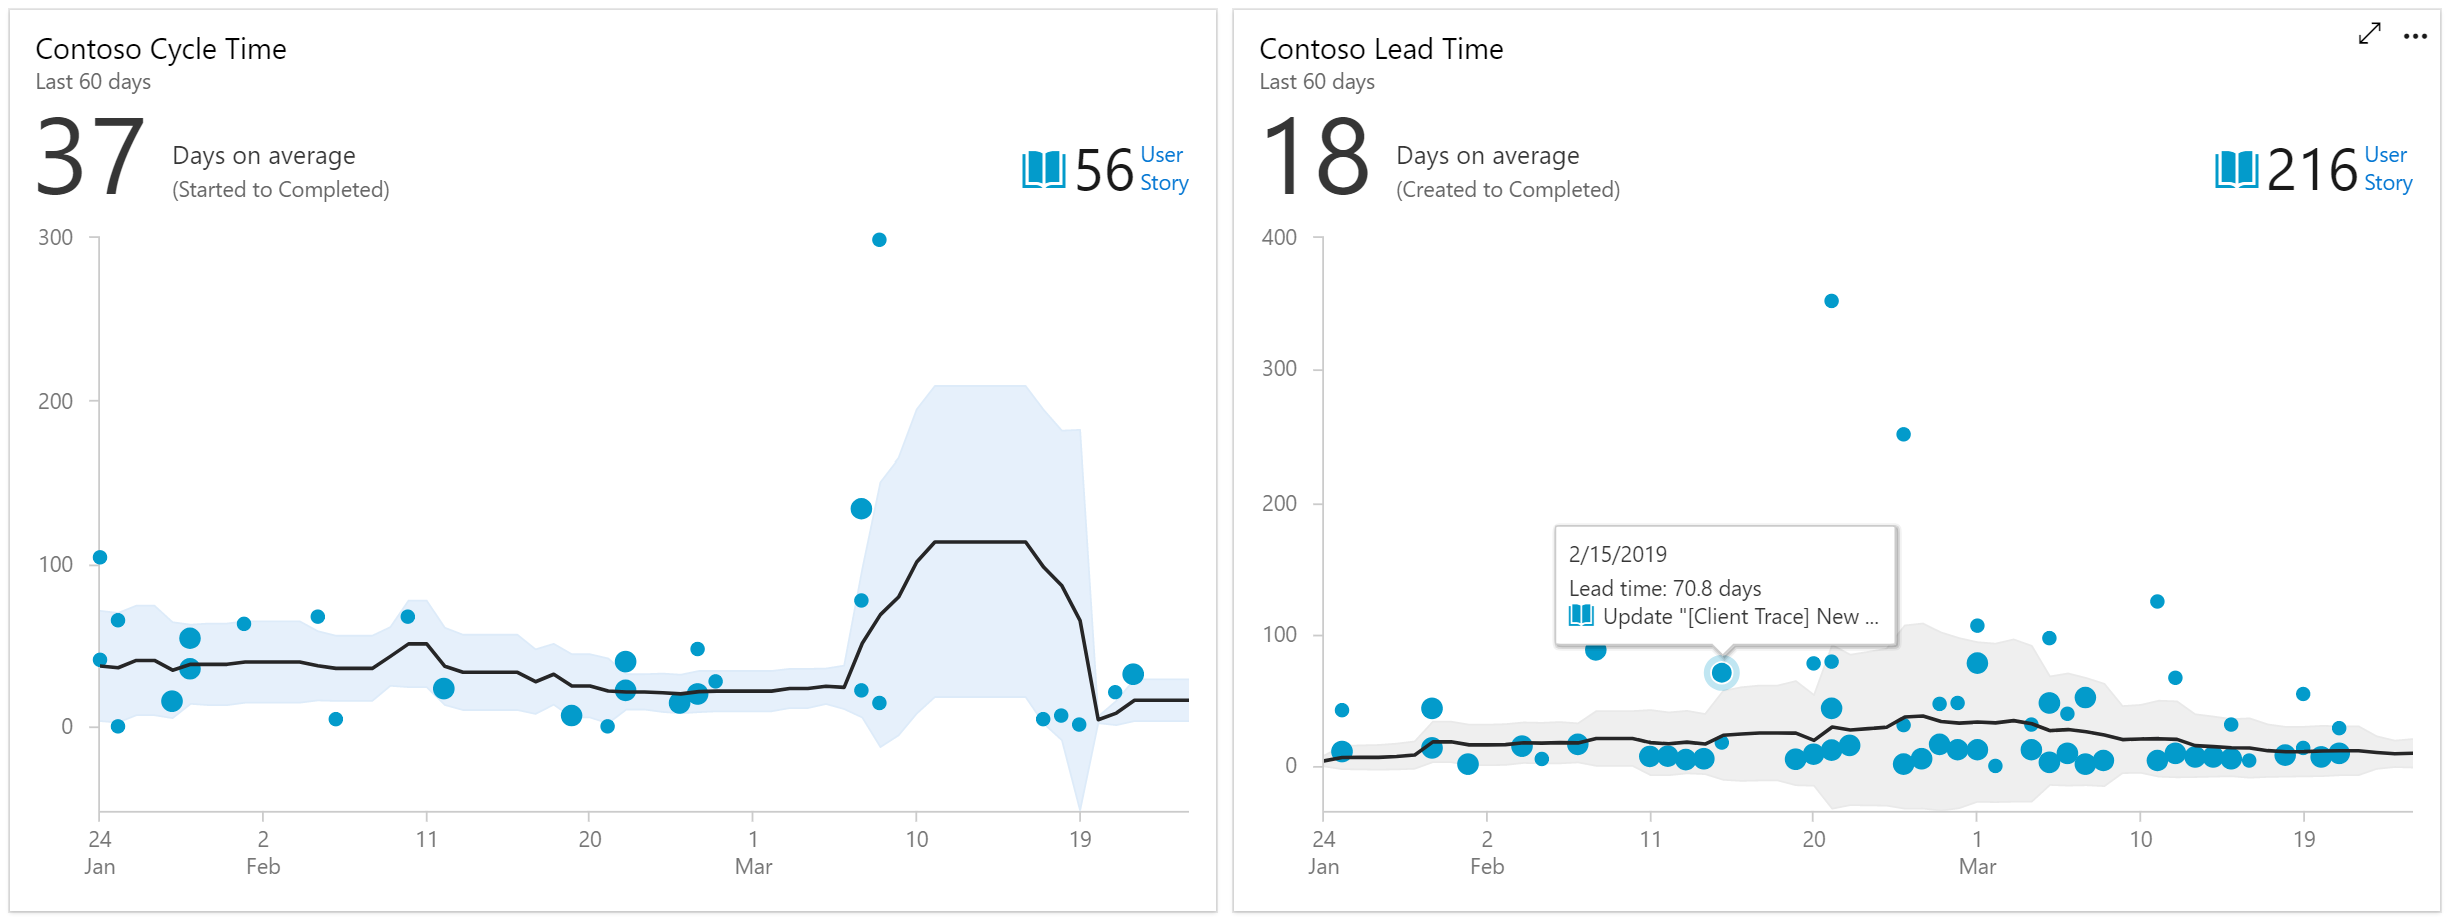 Contoso Cycle Time
Last 60 days
37
Days on average
(Started to Completed)
56
User
Story
300
200
100
0
24
Jan
2
Feb
11
20
1
Mar
10
19
Contoso Lead Time
Last 60 days
18
Days on average
(Created to Completed)
216
User
Story
400
300
200
100
0
2/15/2019
Lead time: 70.8 days
Update "[Client Trace] New ...
24
Jan
2
Feb
11
20
1
Mar
10
19